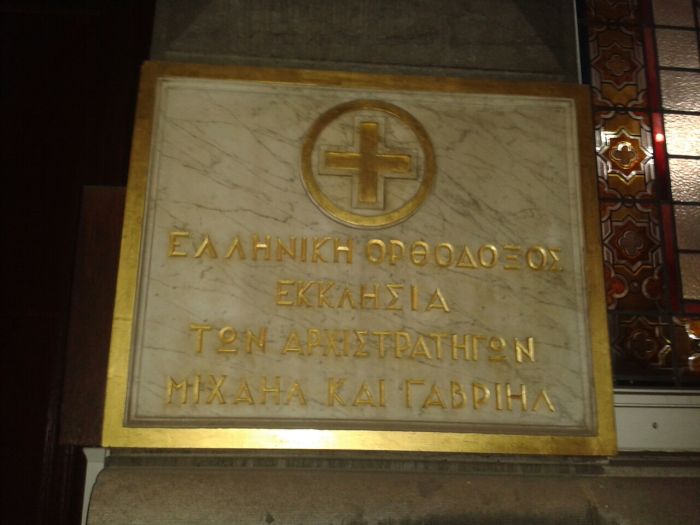 ΕΛΛΗΝΙΚΗ ΟΡΘΟΔΟΞΟΣ
ΕΚΚΛΗΣΙΑ
ΤΩΝ ΑΡΧΙΣΤΡΑΤΗΓΩΝ
ΜΙΧΑΗΛ ΚΑΙ ΓΑΒΡΙΗΛ